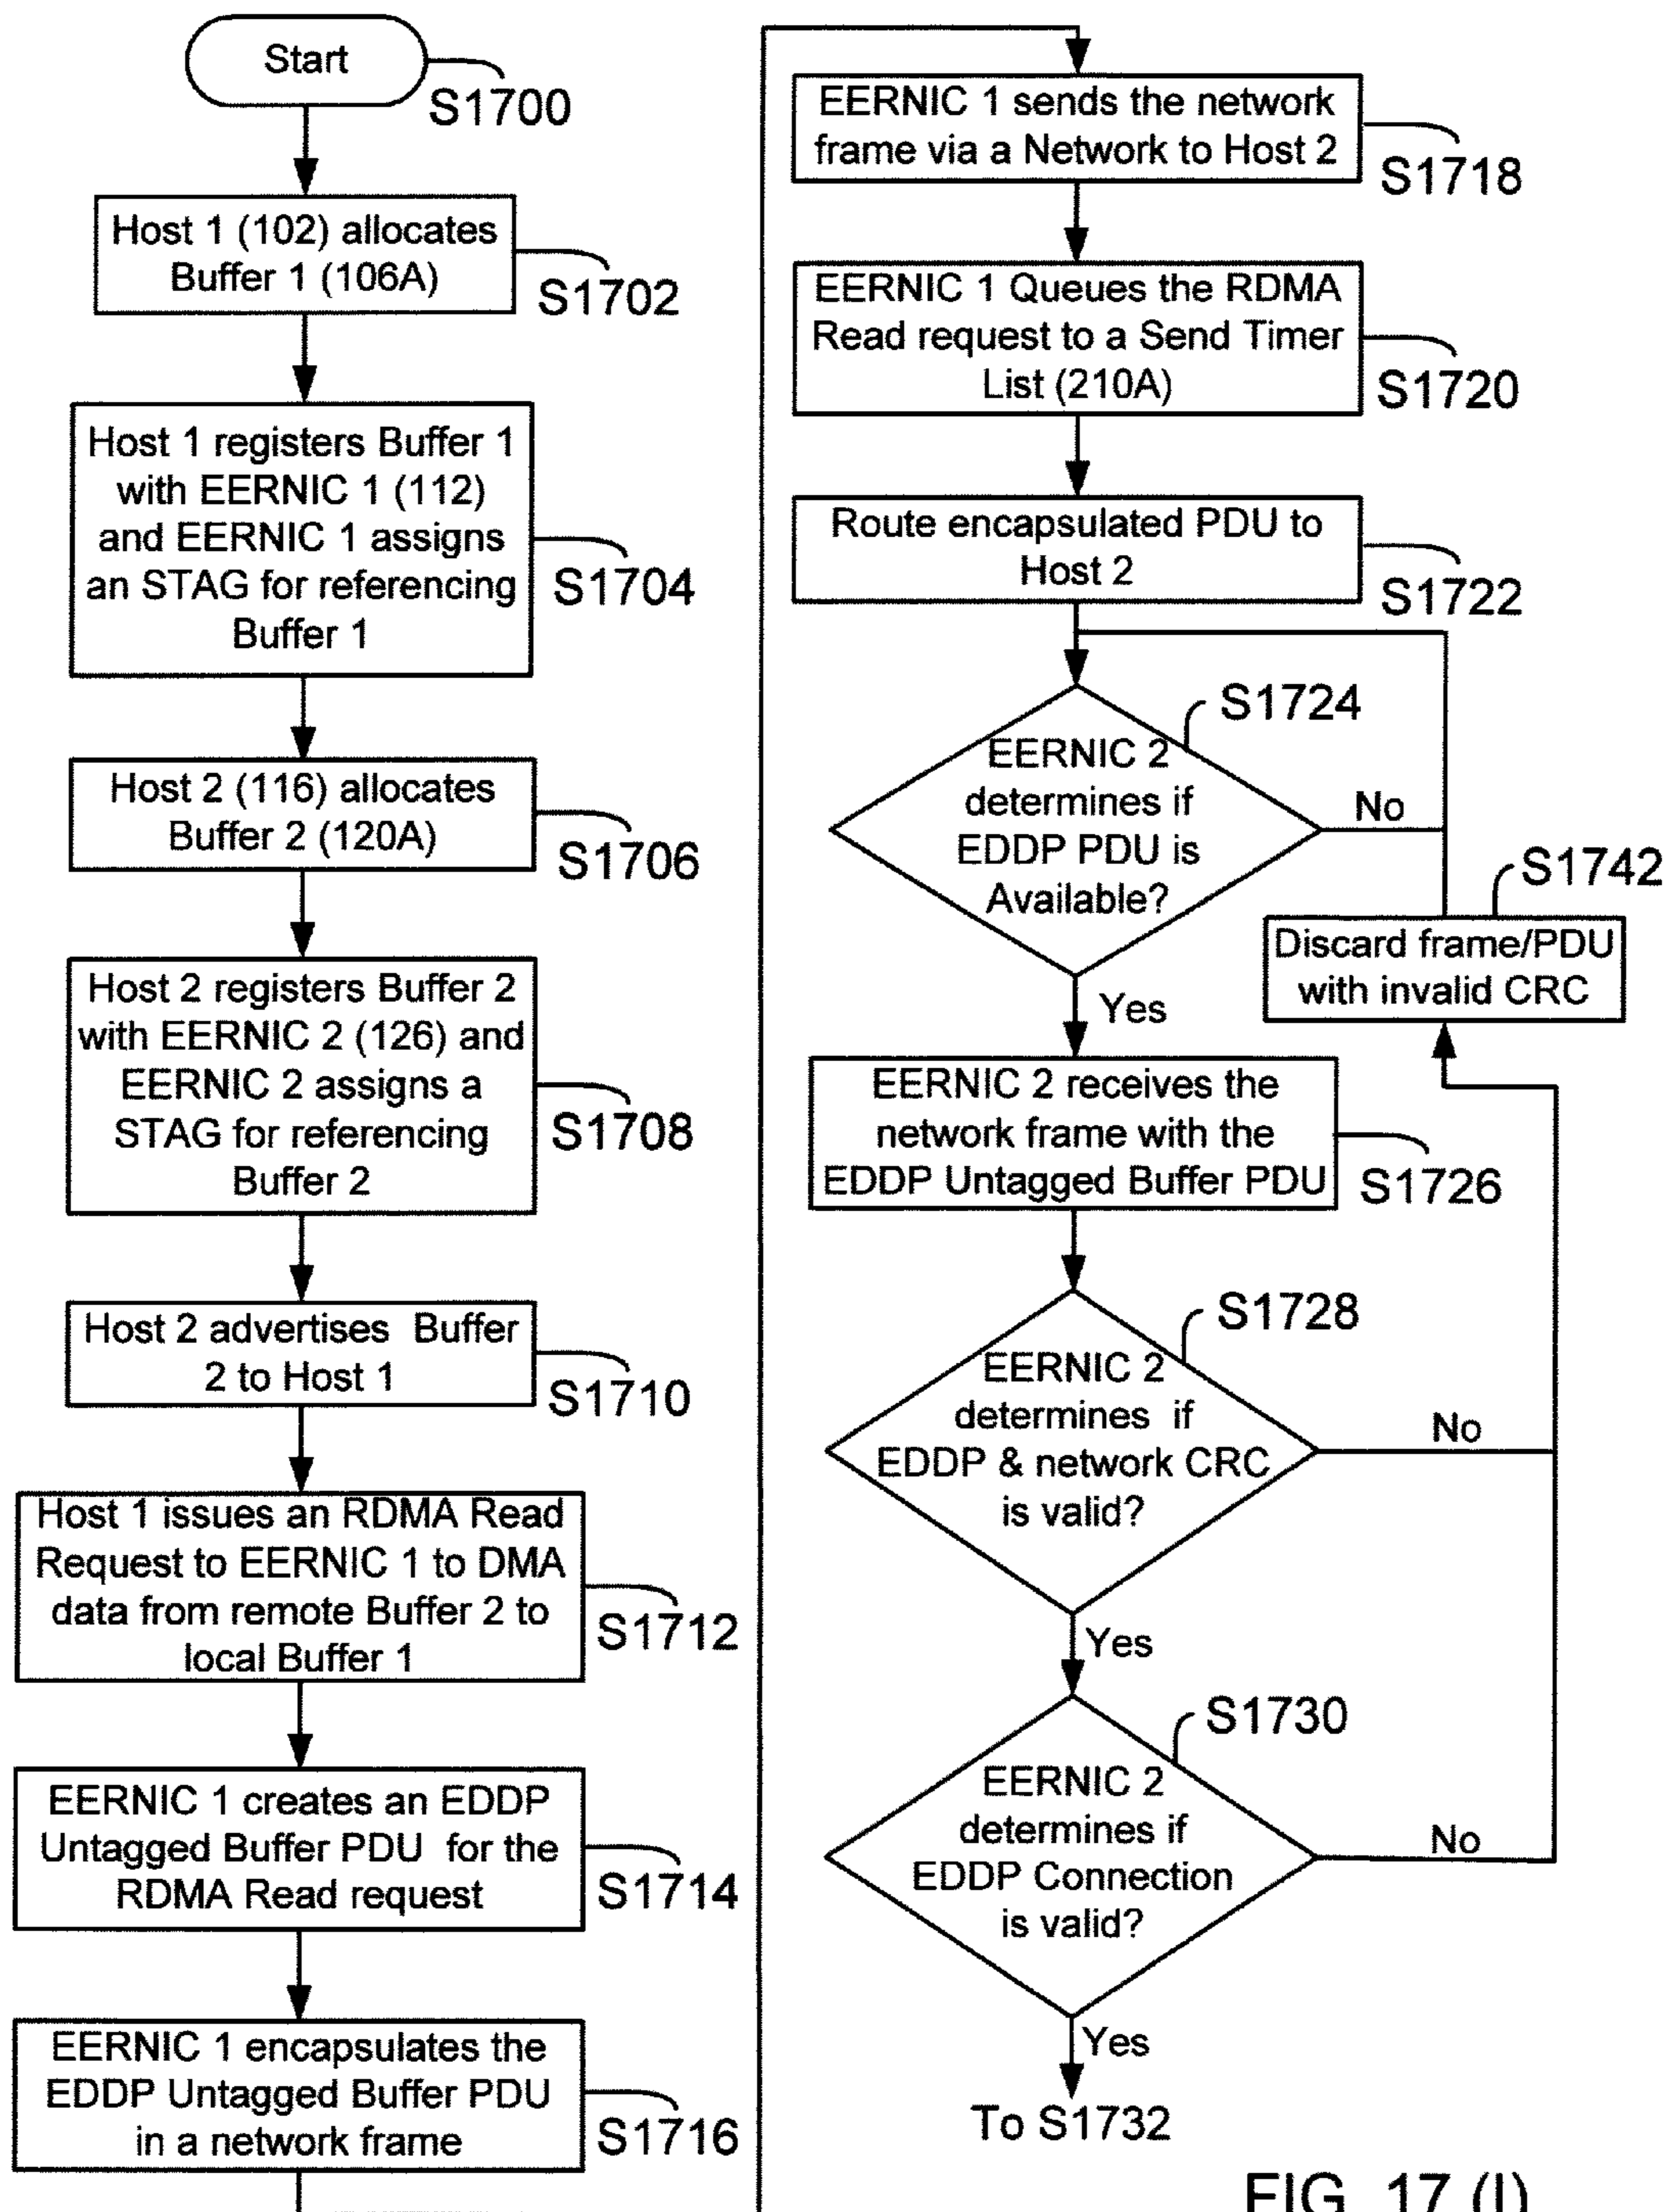 Start
S1700
Host 1 (102) allocates
Buffer 1 (106A)
S1702
Host 1 registers Buffer 1
with EERNIC 1 (112)
and EERNIC 1 assigns
an STAG for referencing
Buffer 1
S1704
Host 2 (116) allocates
Buffer 2 (120A)
S1706
Host 2 registers Buffer 2
with EERNIC 2 (126) and
EERNIC 2 assigns a
STAG for referencing
Buffer 2
S1708
Host 2 advertises Buffer
2 to Host 1
S1710
Host 1 issues an RDMA Read
Request to EERNIC 1 to DMA
data from remote Buffer 2 to
local Buffer 1
S1712
EERNIC 1 creates an EDDP
Untagged Buffer PDU for the
RDMA Read request
S1714
EERNIC 1 encapsulates the
EDDP Untagged Buffer PDU
in a network frame
S1716
EERNIC 1 sends the network
frame via a Network to Host 2
S1718
EERNIC 1 Queues the RDMA
Read request to a Send Timer
List (210A)
S1720
Route encapsulated PDU to
Host 2
S1722
S1724
EERNIC 2
determines if
EDDP PDU is
Available?
No
Yes
S1742
Discard frame/PDU
with invalid CRC
EERNIC 2 receives the
network frame with the
EDDP Untagged Buffer PDU
S1726
S1728
EERNIC 2
determines if
EDDP & network CRC
is valid?
No
Yes
S1730
EERNIC 2
determines if
EDDP Connection
is valid?
No
Yes
To S1732
FIG. 17 (I)